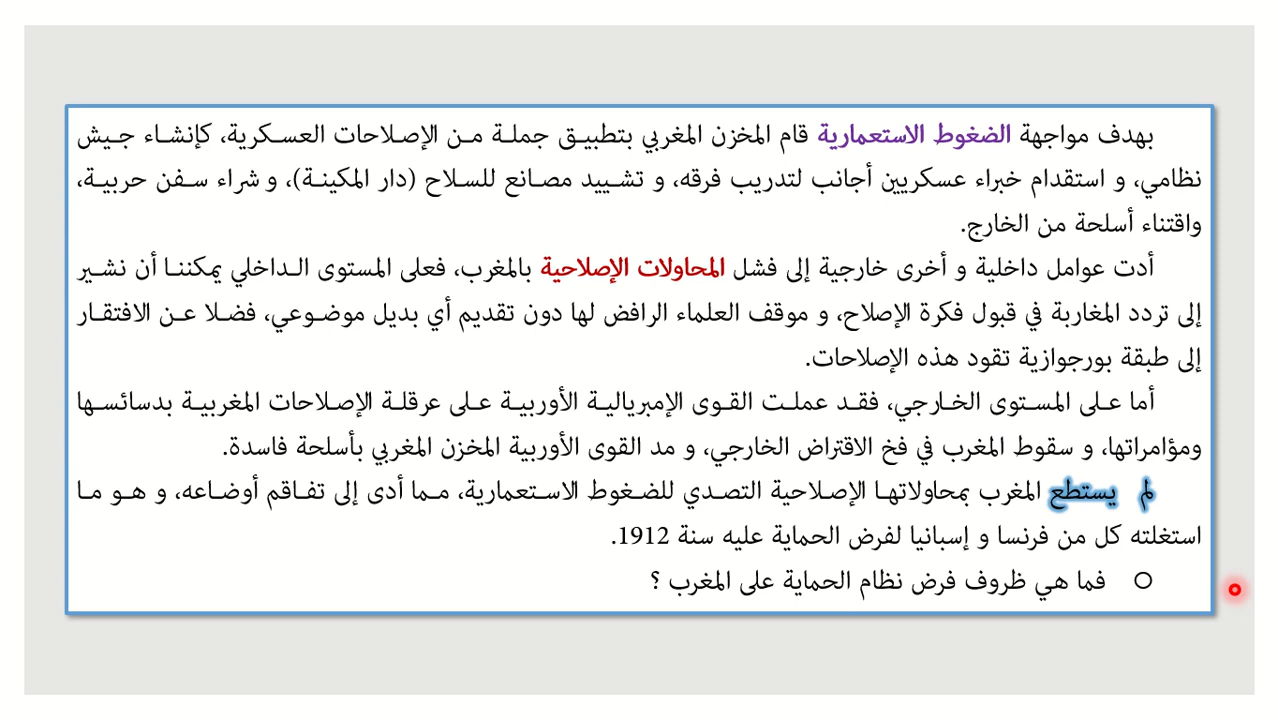 بهدف مواجهة الضغوط الاستعمارية قام المخزن المغربي بتطبيق جملة من الإصلاحات العسكرية، كإنشاء جيش
نظامي، و استقدام خبراء عسكريين أجانب لتدريب فرقه، و تشييد مصانع للسلاح (دار المكينة)، و شراء سفن حربية،
واقتناء أسلحة من الخارج.
أدت عوامل داخلية و أخرى خارجية إلى فشل المحاولات الإصلاحية بالمغرب، فعلى المستوى الداخلي يمكننا أن نشير
إلى تردد المغاربة في قبول فكرة الإصلاح، و موقف العلماء الرافض لها دون تقديم أي بديل موضوعي، فضلا عن الافتقار
إلى طبقة بورجوازية تقود هذه الإصلاحات.
أما على المستوى الخارجي، فقد عملت القوى الإمبريالية الأوربية على عرقلة الإصلاحات المغربية بدسائسها
ومؤامراتها، و سقوط المغرب في فخ الاقتراض الخارجي، و مد القوى الأوربية المخزن المغربي بأسلحة فاسدة.
لم يستطع المغرب بمحاولاتها الإصلاحية التصدي للضغوط الاستعمارية، مما أدى إلى تفاقم أوضاعه، و هو ما
استغلته كل من فرنسا و إسبانيا لفرض الحماية عليه سنة 1912.
○ فما هي ظروف فرض نظام الحماية على المغرب ؟